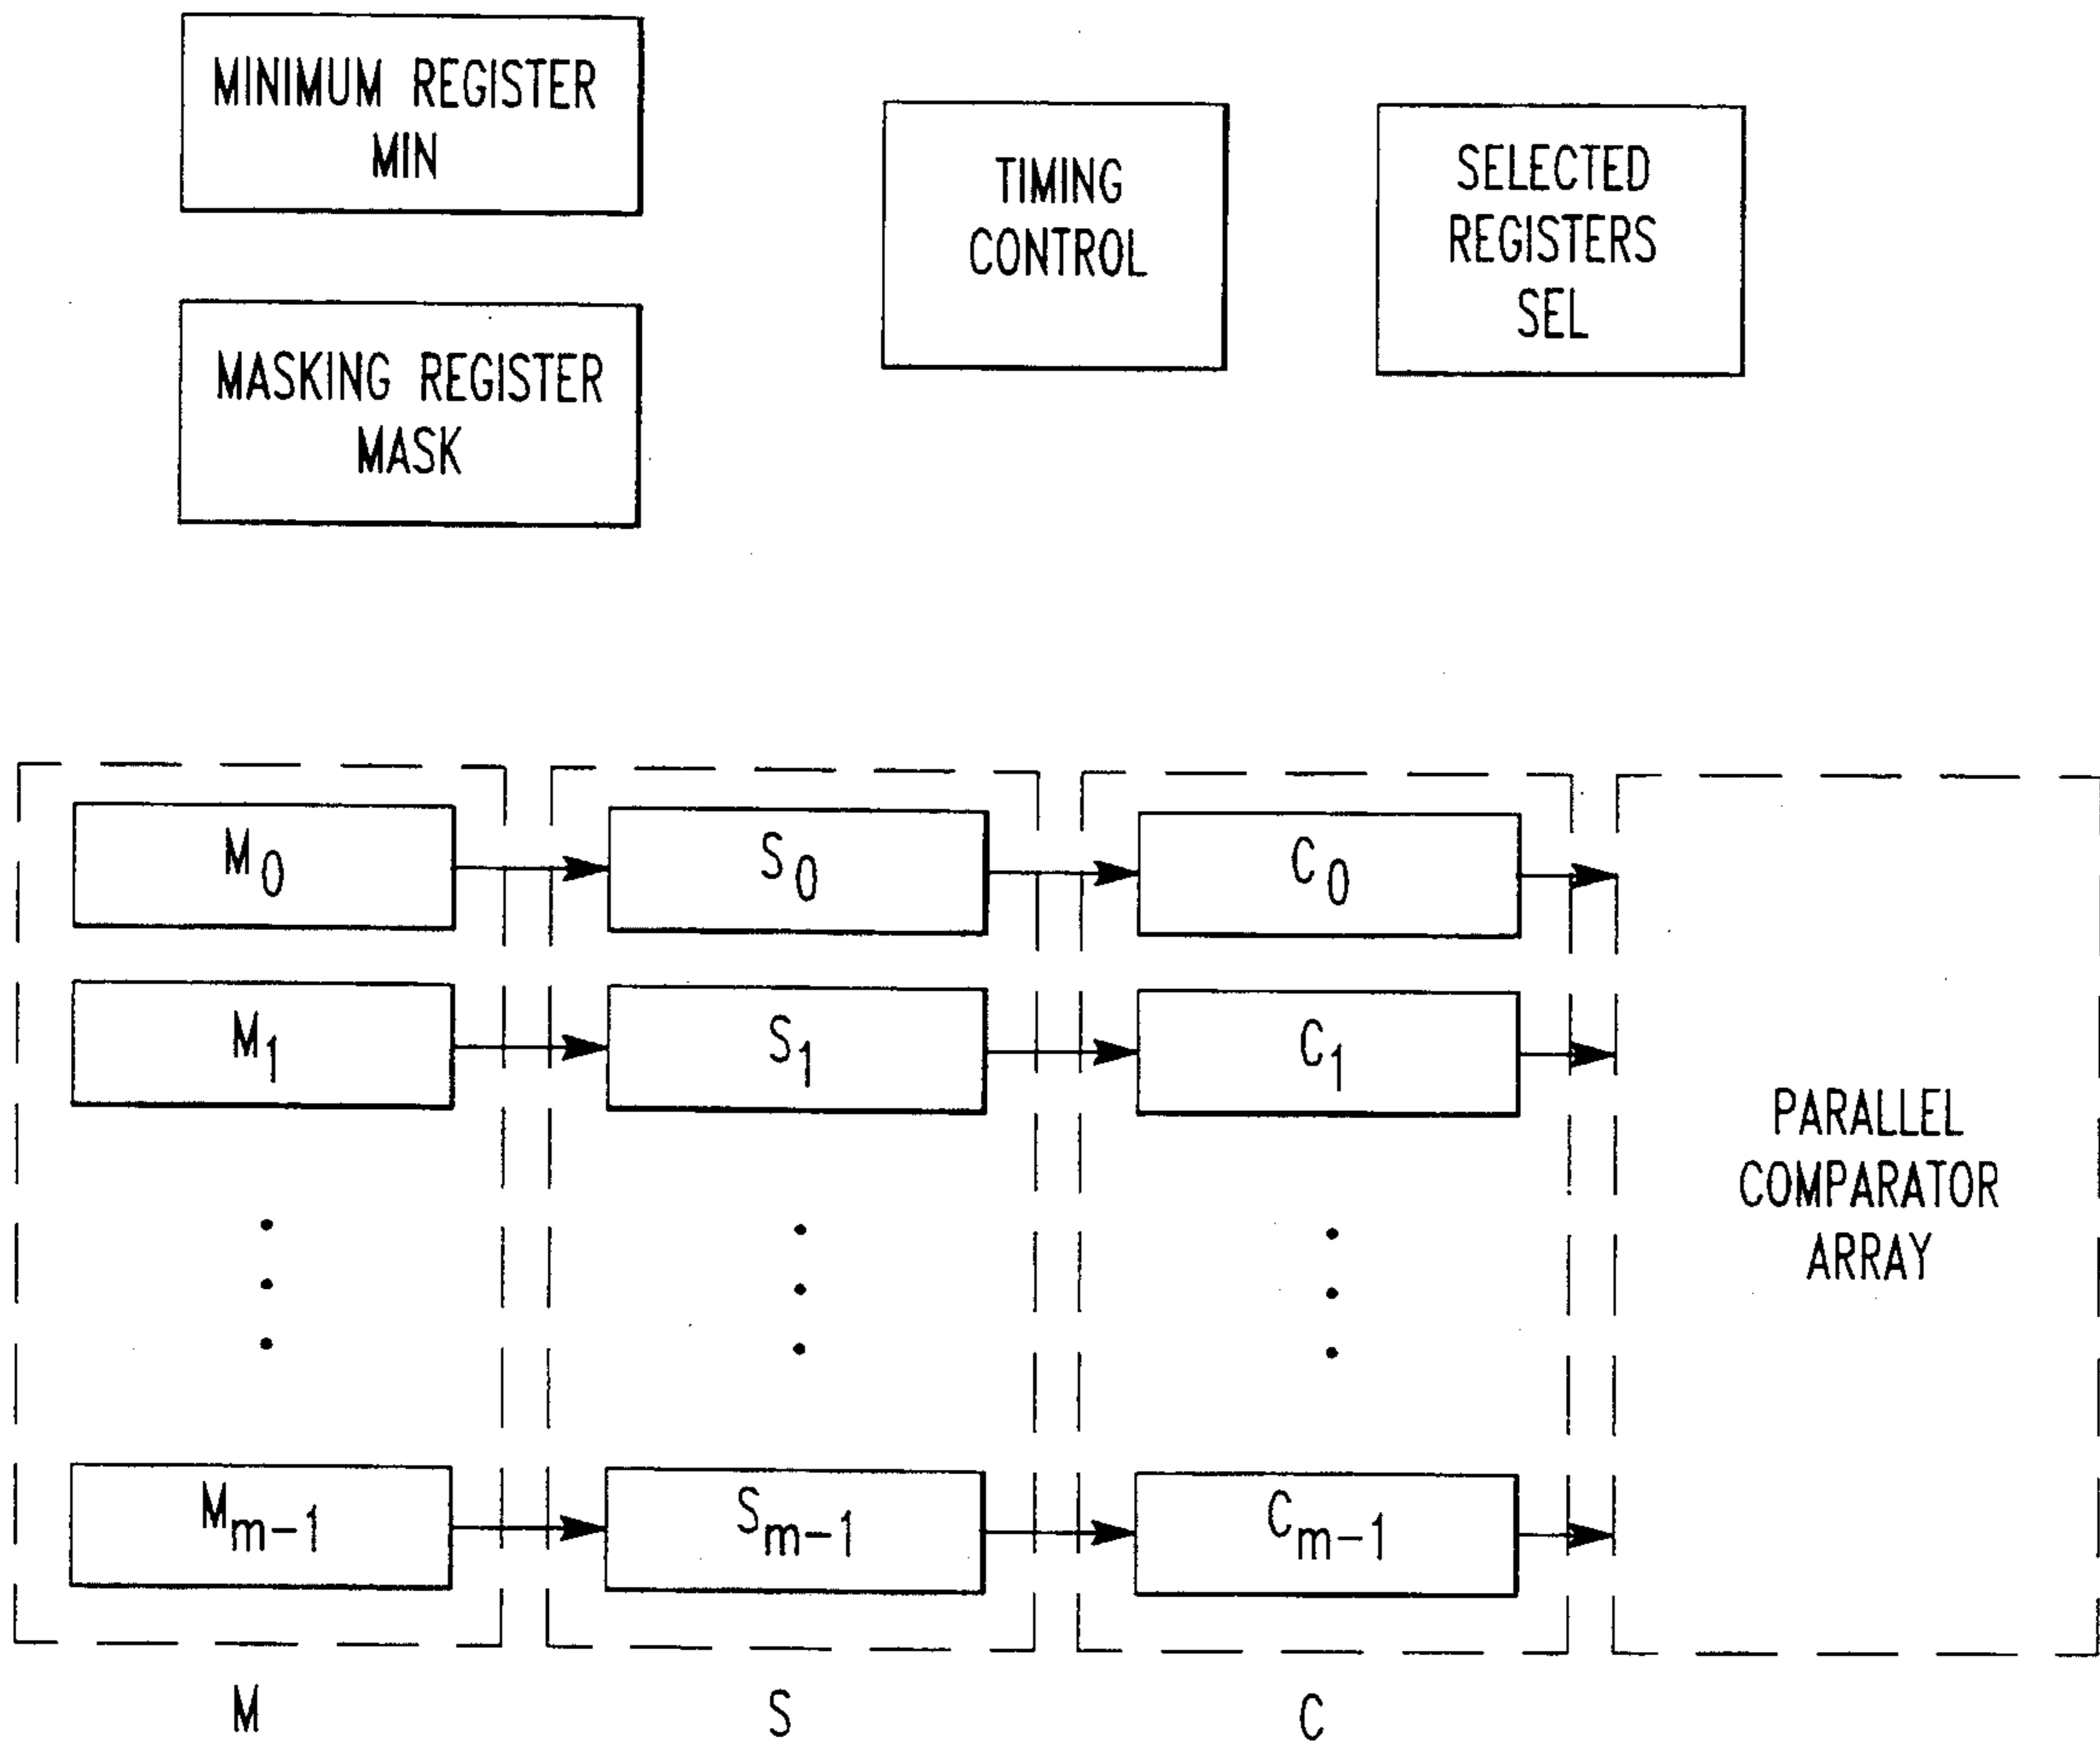 MINIMUM REGISTER
MIN
TIMING
CONTROL
SELECTED
REGISTERS
SEL
MASKING REGISTER
MASK
M0
S0
C0
M1
S1
C1
PARALLEL
COMPARATOR
ARRAY
Mm-1
Sm-1
Cm-1
M
S
C